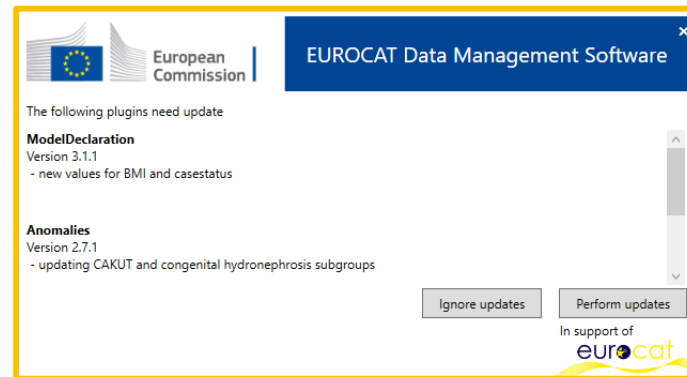 European
Commission
EUROCAT Data Management Software
×
The following plugins need update
ModelDeclaration
Version 3.1.1
- new values for BMI and casestatus
Anomalies
Version 2.7.1
- updating CAKUT and congenital hydronephrosis subgroups
Ignore updates
Perform updates
In support of
eurocat